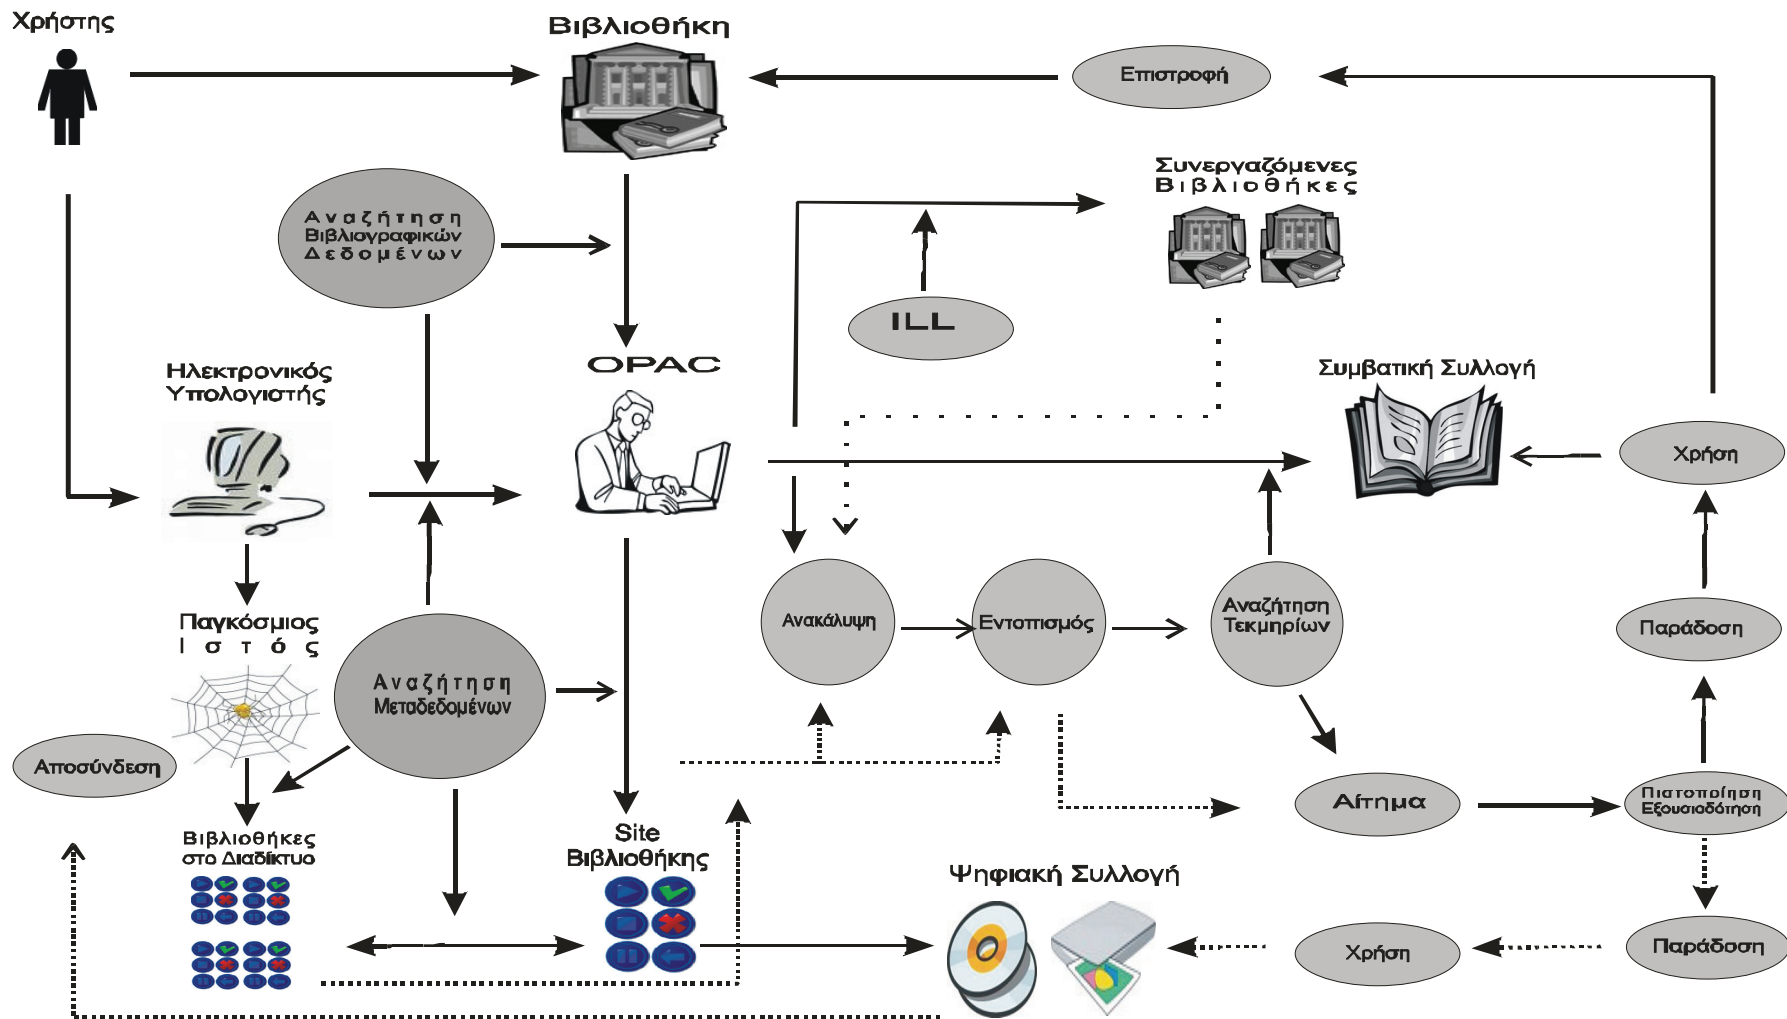 Χρήστης
Βιβλιοθήκη
Επιστροφή
Συνεργαζόμενες
Βιβλιοθήκες
Αναζήτηση
Βιβλιογραφικών
Δεδομένων
ILL
Ηλεκτρονικός
Υπολογιστής
OPAC
Συμβατική Συλλογή
Χρήση
Παγκόσμιος
Ιστός
Ανακάλυψη
Εντοπισμός
Αναζήτηση
Τεκμηρίων
Παράδοση
Αναζήτηση
Μεταδεδομένων
Αποσύνδεση
Αίτημα
Πιστοποίηση
Εξουσιοδότηση
Βιβλιοθήκες
στο Διαδίκτυο
Site
Βιβλιοθήκης
Ψηφιακή Συλλογή
Χρήση
Παράδοση